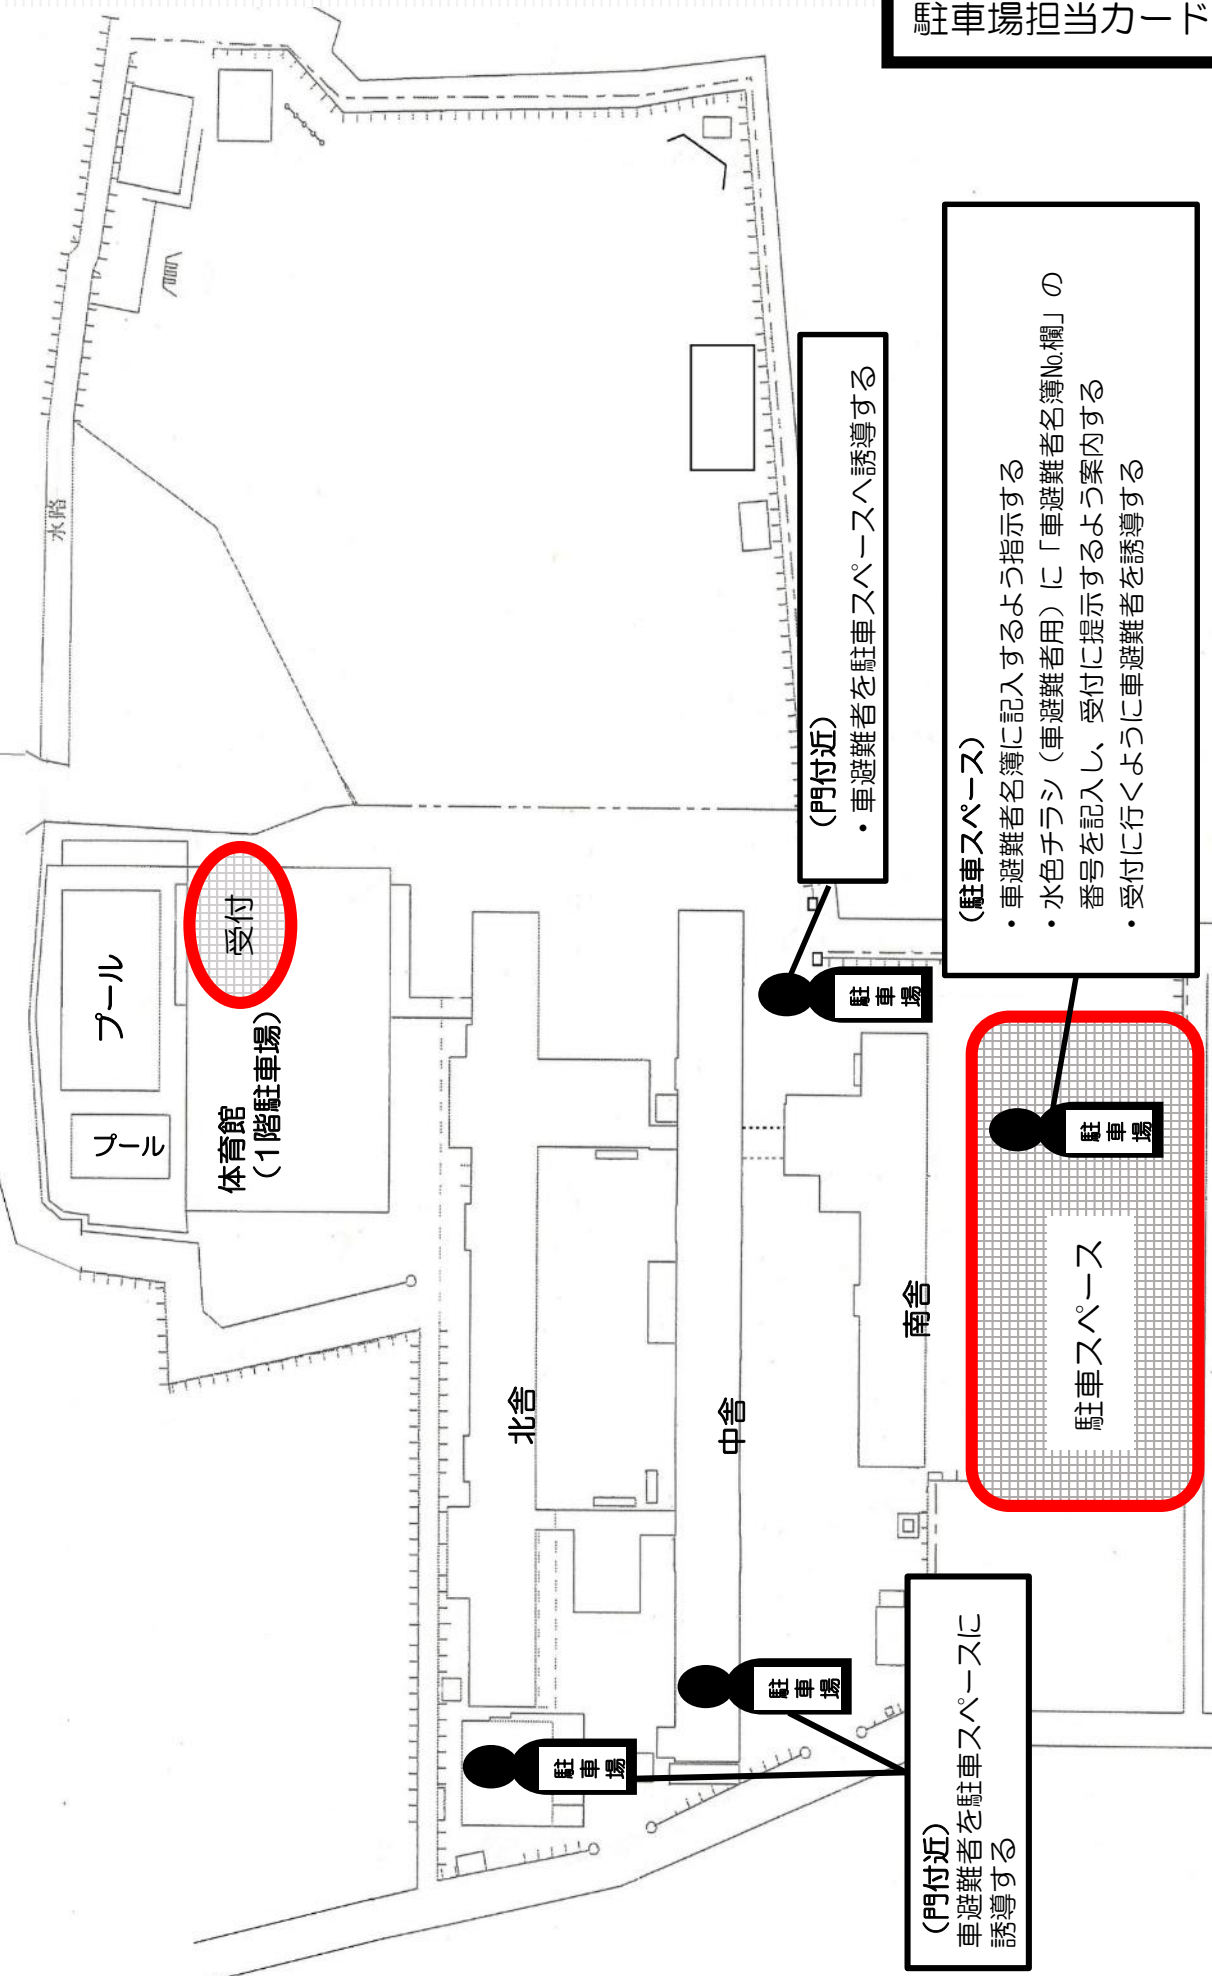 駐車場担当カード
水路
プール
プール
受付
体育館
(1階駐車場)
北舎
中舎
南舎
(門付近)
・車避難者を駐車スペースへ誘導する
駐
車
場
(駐車スペース)
・車避難者名簿に記入するよう指示する
・水色チラシ(車避難者用)に「車避難者名簿No.欄」の
番号を記入し、受付に提示するよう案内する
・受付に行くように車避難者を誘導する
駐
車
場
駐車スペース
駐
車
場
駐
車
場
(門付近)
車避難者を駐車スペースに
誘導する